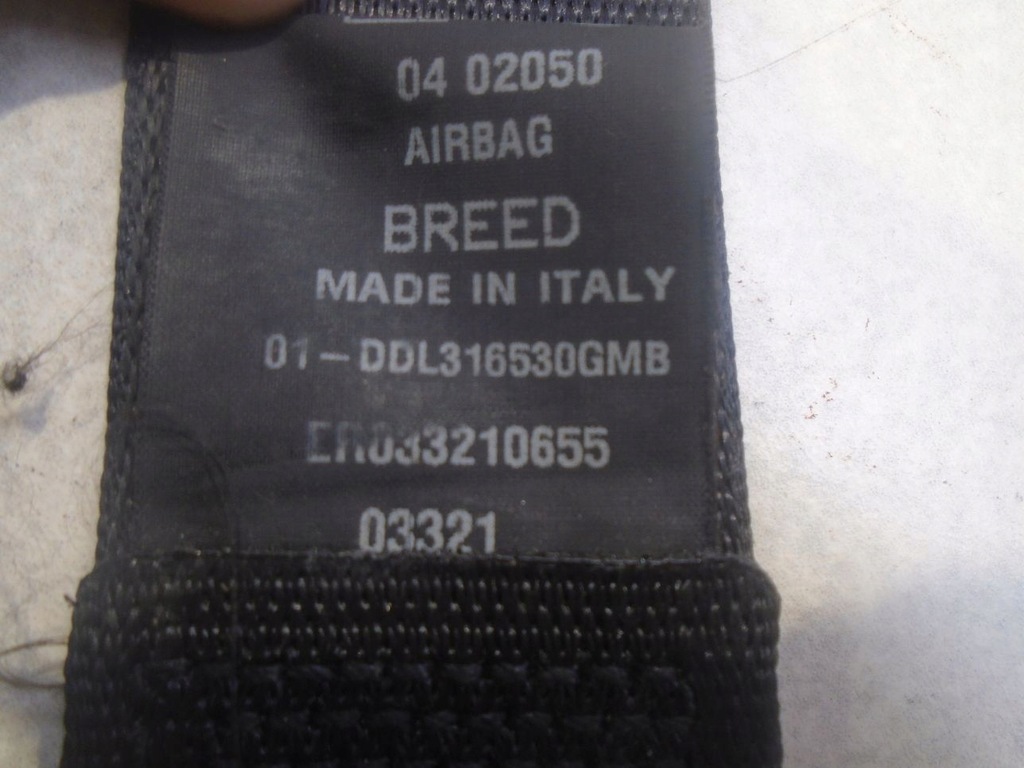 04 02050
AIRBAG
BREED
MADE IN ITALY
01-DDL316530GMB
ER033210655
03321